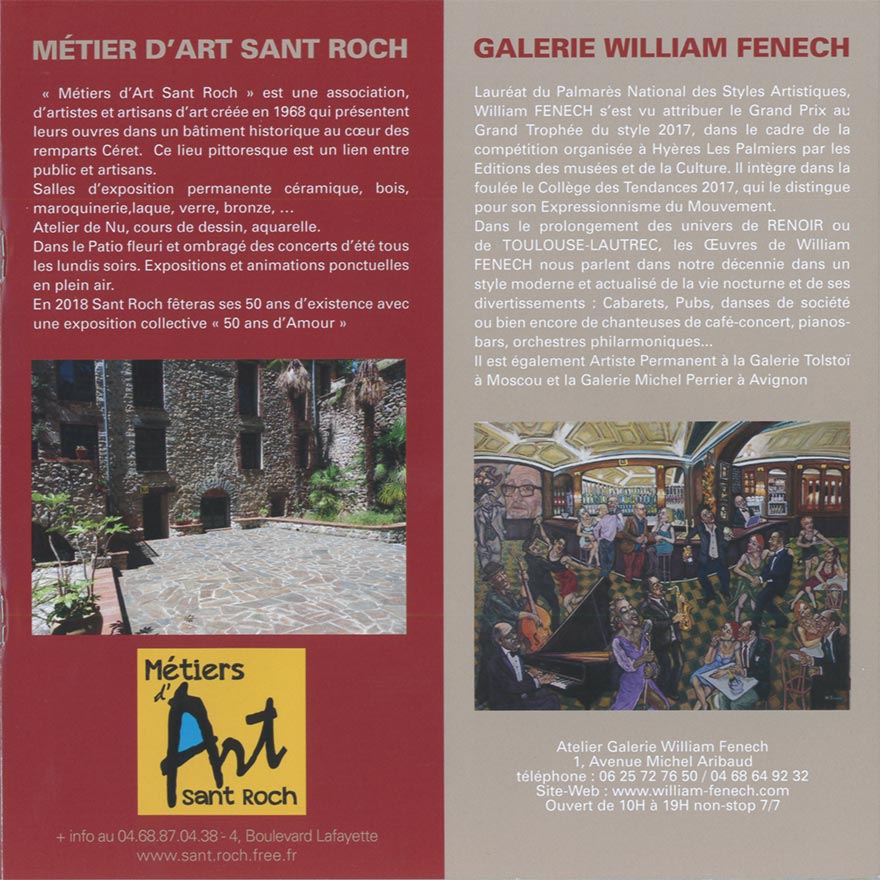 MÉTIER D'ART SANT ROCH
« Métiers d'Art Sant Roch » est une association,
d'artistes et artisans d'art créée en 1968 qui présentent
leurs ouvres dans un bâtiment historique au cœur des
remparts Céret. Ce lieu pittoresque est un lien entre
public et artisans.
Salles d'exposition permanente céramique, bois,
maroquinerie,laque, verre, bronze, ...
Atelier de Nu, cours de dessin, aquarelle.
Dans le Patio fleuri et ombragé des concerts d'été tous
les lundis soirs. Expositions et animations ponctuelles
en plein air.
En 2018 Sant Roch fêteras ses 50 ans d'existence avec
une exposition collective « 50 ans d'Amour »
Métiers
d'
Art
Sant Roch
+ info au 04.68.87.04.38 - 4, Boulevard Lafayette
www.sant.roch.free.fr
GALERIE WILLIAM FENECH
Lauréat du Palmarès National des Styles Artistiques,
William FENECH s'est vu attribuer le Grand Prix au
Grand Trophée du style 2017, dans le cadre de la
compétition organisée à Hyères Les Palmiers par les
Editions des musées et de la Culture. Il intègre dans la
foulée le Collège des Tendances 2017, qui le distingue
pour son Expressionnisme du Mouvement.
Dans le prolongement des univers de RENOIR ou
de TOULOUSE-LAUTREC, les Œuvres de William
FENECH nous parlent dans notre décennie dans un
style moderne et actualisé de la vie nocturne et de ses
divertissements : Cabarets, Pubs, danses de société
ou bien encore de chanteuses de café-concert, pianos-
bars, orchestres philarmoniques...
Il est également Artiste Permanent à la Galerie Tolstoï
à Moscou et la Galerie Michel Perrier à Avignon
Atelier Galerie William Fenech
1, Avenue Michel Aribaud
téléphone : 06 25 72 76 50 / 04 68 64 92 32
Site-Web : www.william-fenech.com
Ouvert de 10H à 19H non-stop 7/7